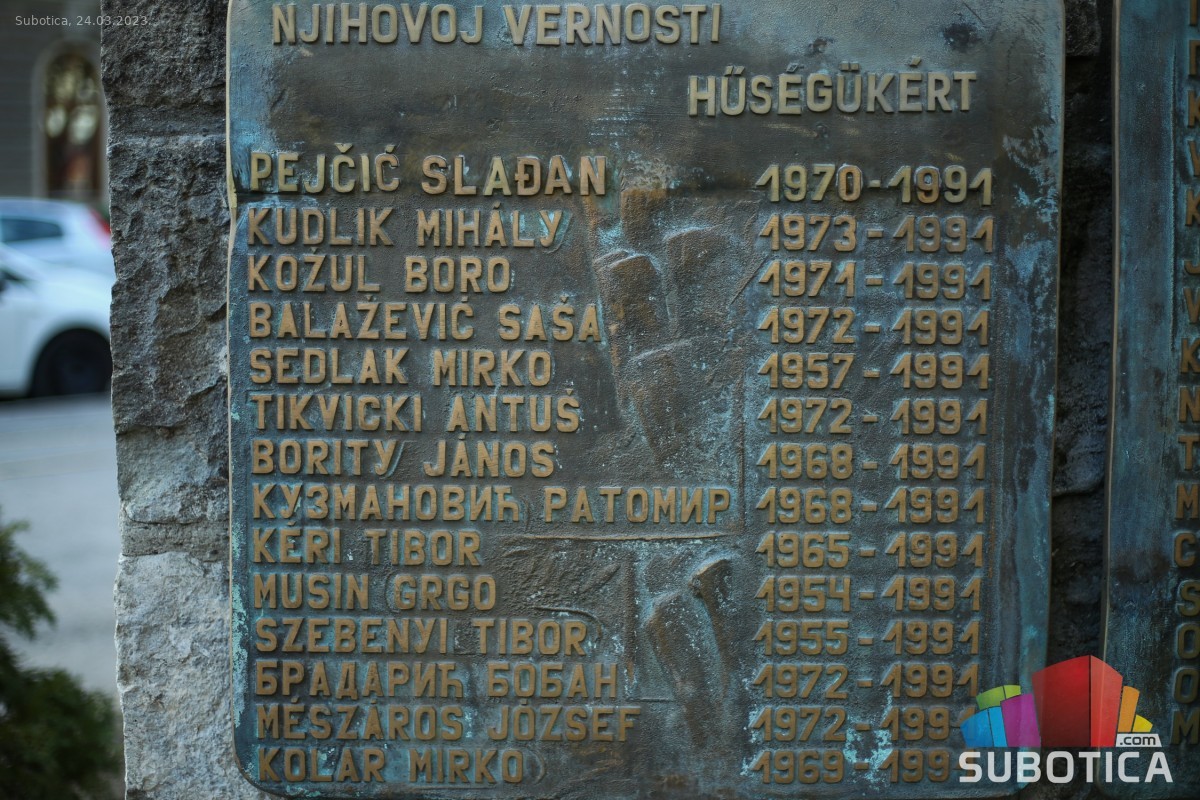 Subotica, 24.03.2023.
NJIHOVOJ VERNOSTI
HŰSÉGÜKÉRT
PEJČIĆ SLAĐAN 1970-1991
KUDLIK MIHÁLY 1973-1991
KOŽUL BORO 1971-1991
BALAŽEVIĆ SAŠA 1972-1991
SEDLAK MIRKO 1957-1991
TIKVICKI ANTUŠ 1972-1991
BORITY JÁNOS 1968-1991
КУЗМАНОВИЋ РАТОМИР 1968-1991
KÉRI TIBOR 1965-1991
MUSIN GRGO 1954-1991
SZEBENYI TIBOR 1955-1991
БРАДАРИЋ БОБАН 1972-1991
MÉSZÁROS JÓZSEF 1972-199
KOLAR MIRKO 1969-199
.com
SUBOTICA